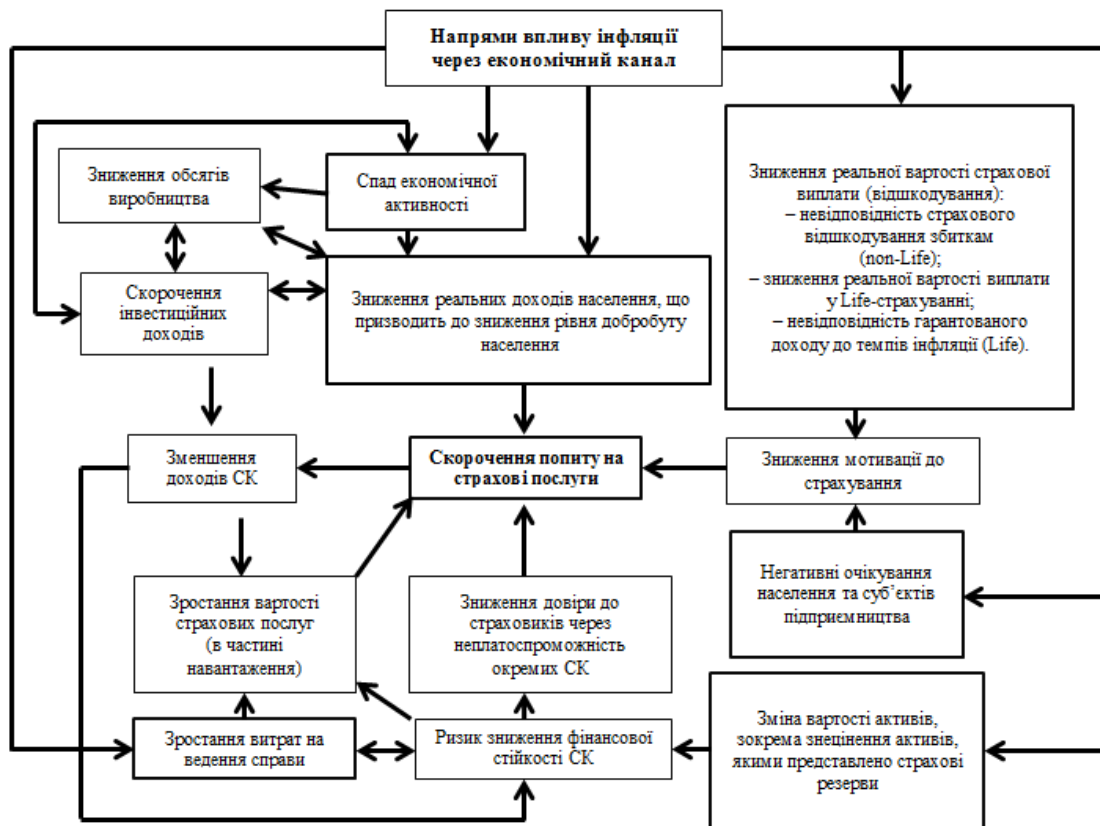 Напрями впливу інфляції
через економічний канал
Зниження обсягів
виробництва
Спад економічної
активності
Зниження реальної вартості страхової
виплати (відшкодування):
– невідповідність страхового
відшкодування збиткам
(non-Life);
– зниження реальної вартості виплати
у Life-страхуванні;
– невідповідність гарантованого
доходу до темпів інфляції (Life).
Скорочення
інвестиційних
доходів
Зниження реальних доходів населення, що
призводить до зниження рівня добробуту
населення
Зменшення
доходів СК
Скорочення попиту на
страхові послуги
Зниження мотивації до
страхування
Зростання вартості
страхових послуг
(в частині
навантаження)
Зниження довіри до
страховиків через
неплатоспроможність
окремих СК
Негативні очікування
населення та суб’єктів
підприємництва
Зростання витрат на
ведення справи
Ризик зниження фінансової
стійкості СК
Зміна вартості активів,
зокрема знецінення активів,
якими представлено страхові
резерви